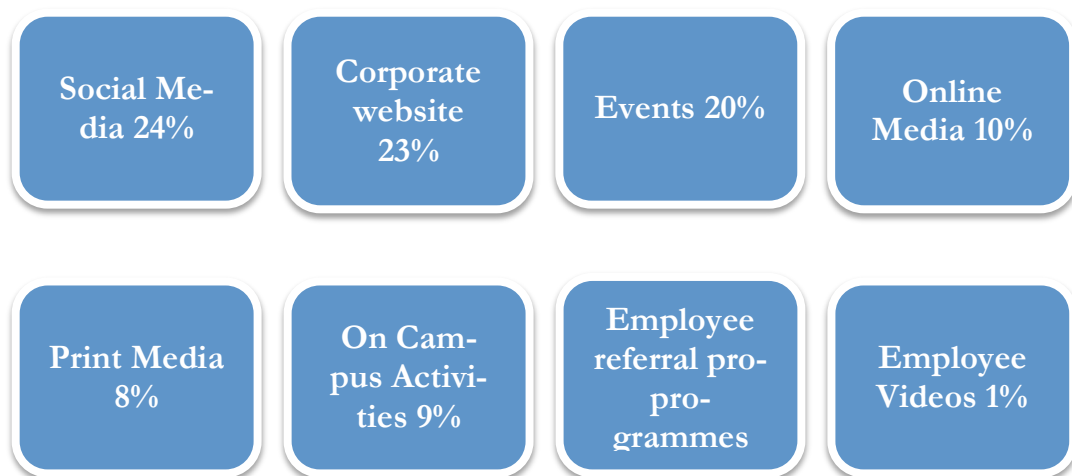 Social Me-
dia 24%
Corporate
website
23%
Events 20%
Online
Media 10%
Print Media
8%
On Cam-
pus Activi-
ties 9%
Employee
referral pro-
pro-
grammes
Employee
Videos 1%